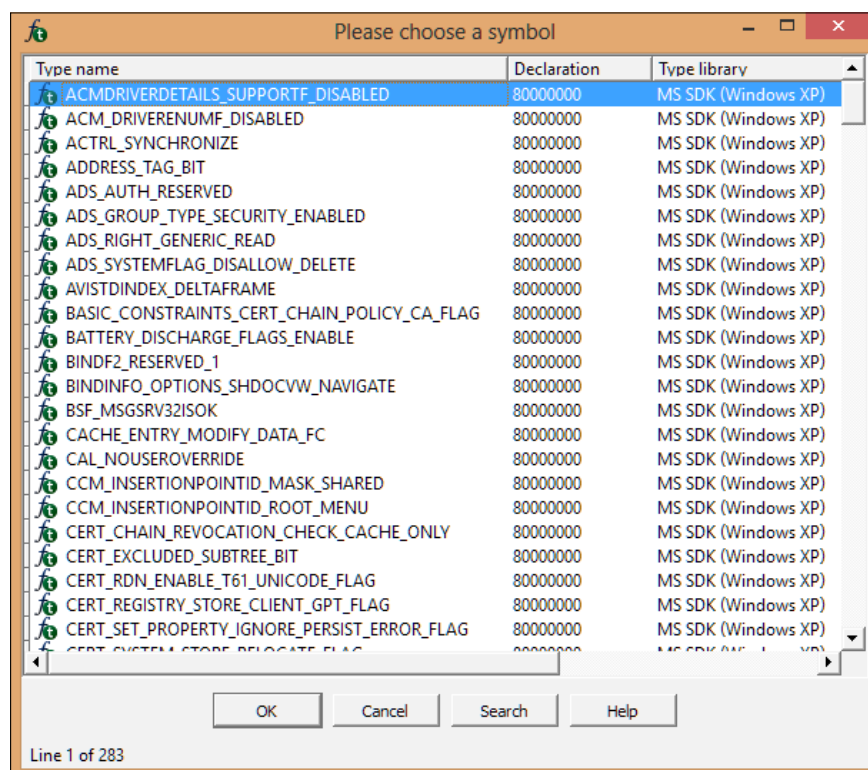 Please choose a symbol
Type name Declaration Type library
ACMDRIVERDETAILS_SUPPORTF_DISABLED 80000000 MS SDK (Windows XP)
ACM_DRIVERENUMF_DISABLED 80000000 MS SDK (Windows XP)
ACTRL_SYNCHRONIZE 80000000 MS SDK (Windows XP)
ADDRESS_TAG_BIT 80000000 MS SDK (Windows XP)
ADS_AUTH_RESERVED 80000000 MS SDK (Windows XP)
ADS_GROUP_TYPE_SECURITY_ENABLED 80000000 MS SDK (Windows XP)
ADS_RIGHT_GENERIC_READ 80000000 MS SDK (Windows XP)
ADS_SYSTEMFLAG_DISALLOW_DELETE 80000000 MS SDK (Windows XP)
AVISTDINDEX_DELTAFRAME 80000000 MS SDK (Windows XP)
BASIC_CONSTRAINTS_CERT_CHAIN_POLICY_CA_FLAG 80000000 MS SDK (Windows XP)
BATTERY_DISCHARGE_FLAGS_ENABLE 80000000 MS SDK (Windows XP)
BINDF2_RESERVED_1 80000000 MS SDK (Windows XP)
BINDINFO_OPTIONS_SHDOCVW_NAVIGATE 80000000 MS SDK (Windows XP)
BSF_MSGSRV32ISOK 80000000 MS SDK (Windows XP)
CACHE_ENTRY_MODIFY_DATA_FC 80000000 MS SDK (Windows XP)
CAL_NOUSEROVERRIDE 80000000 MS SDK (Windows XP)
CCM_INSERTIONPOINTID_MASK_SHARED 80000000 MS SDK (Windows XP)
CCM_INSERTIONPOINTID_ROOT_MENU 80000000 MS SDK (Windows XP)
CERT_CHAIN_REVOCATION_CHECK_CACHE_ONLY 80000000 MS SDK (Windows XP)
CERT_EXCLUDED_SUBTREE_BIT 80000000 MS SDK (Windows XP)
CERT_RDN_ENABLE_T61_UNICODE_FLAG 80000000 MS SDK (Windows XP)
CERT_REGISTRY_STORE_CLIENT_GPT_FLAG 80000000 MS SDK (Windows XP)
CERT_SET_PROPERTY_IGNORE_PERSIST_ERROR_FLAG 80000000 MS SDK (Windows XP)
OK Cancel Search Help
Line 1 of 283